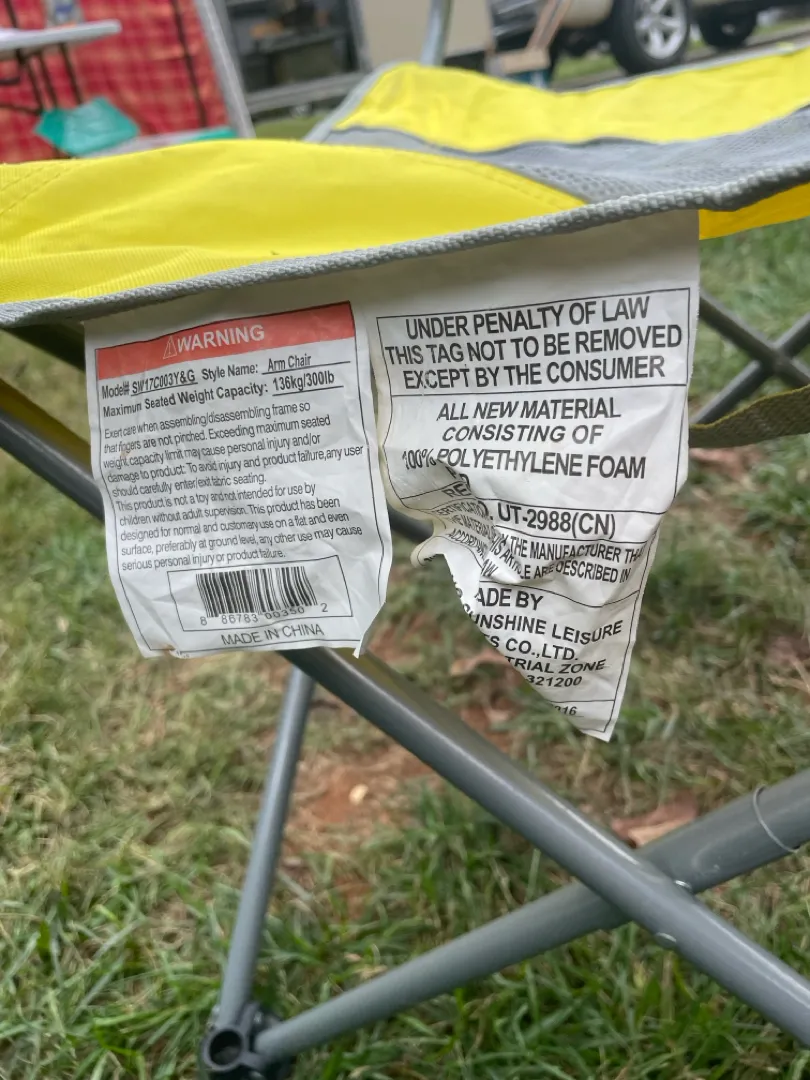 WARNING
Model# SW17C003Y&G Style Name: Arm Chair
Maximum Seated Weight Capacity: 136kg/300lb
Exert care when assembling/disassembling frame so
that fingers are not pinched. Exceeding maximum seated
weight capacity limit may cause personal injury and/or
damage to product. To avoid injury and product failure, any user
should carefully enter/exit fabric seating.
This product is not a toy and not intended for use by
children without adult supervision. This product has been
designed for normal and customary use on a flat and even
surface, preferably at ground level, any other use may cause
serious personal injury or product failure.
8 86783 00350 2
MADE IN CHINA
UNDER PENALTY OF LAW
THIS TAG NOT TO BE REMOVED
EXCEPT BY THE CONSUMER
ALL NEW MATERIAL
CONSISTING OF
100% POLYETHYLENE FOAM
UT-2988(CN)
THE MANUFACTURER
ARE DESCRIBED IN
ADE BY
UNSHINE LEISURE
S CO.,LTD.
TRIAL ZONE
321200
016